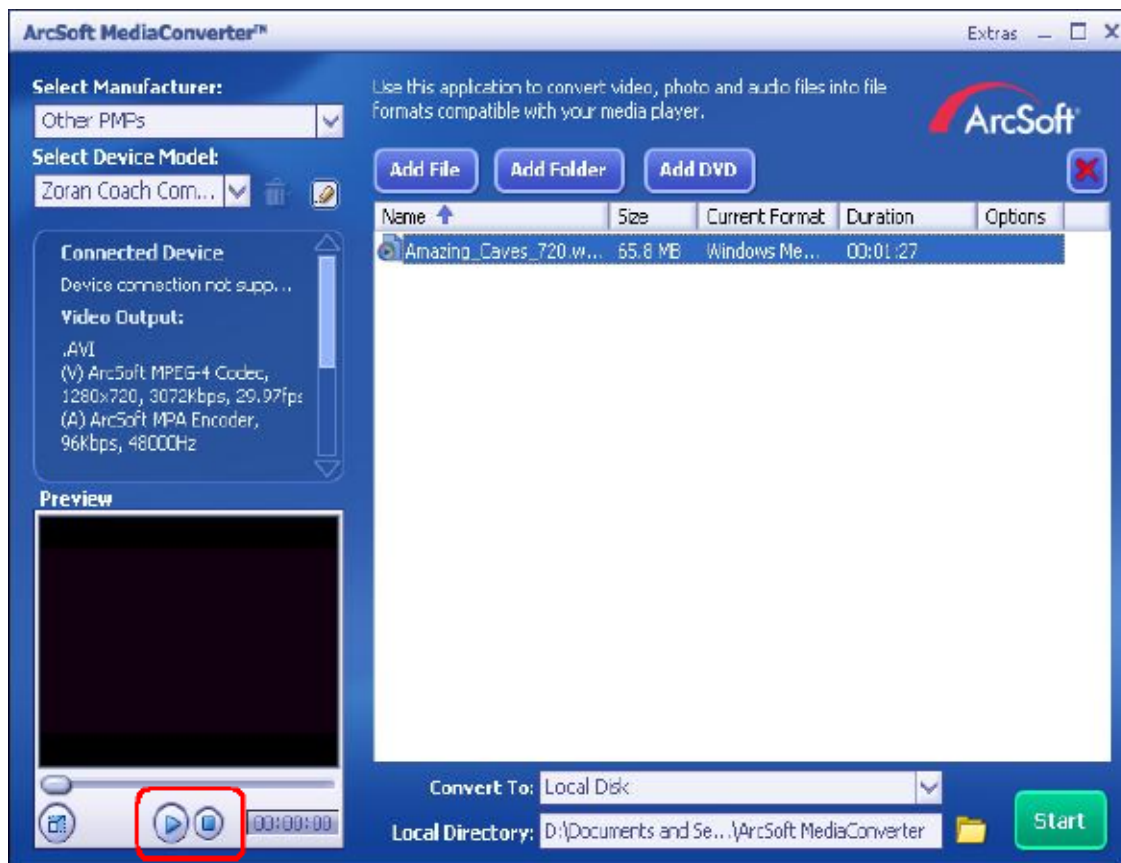 ArcSoft MediaConverter™
Extras
Select Manufacturer:
Other PMPs
Select Device Model:
Zoran Coach Com...
Connected Device
Device connection not supp...
Video Output:
.AVI
(V) ArcSoft MPEG-4 Codec,
1280x720, 3072Kbps, 29.97fps
(A) ArcSoft MPA Encoder,
96Kbps, 48000Hz
Preview
00:00:00
Use this application to convert video, photo and audio files into file
formats compatible with your media player.
ArcSoft
Add File Add Folder Add DVD
Name Size Current Format Duration Options
Amazing_Caves_720.w... 65.8 MB Windows Me... 00:01:27
Convert To: Local Disk
Local Directory: D:\Documents and Se...\ArcSoft MediaConverter
Start